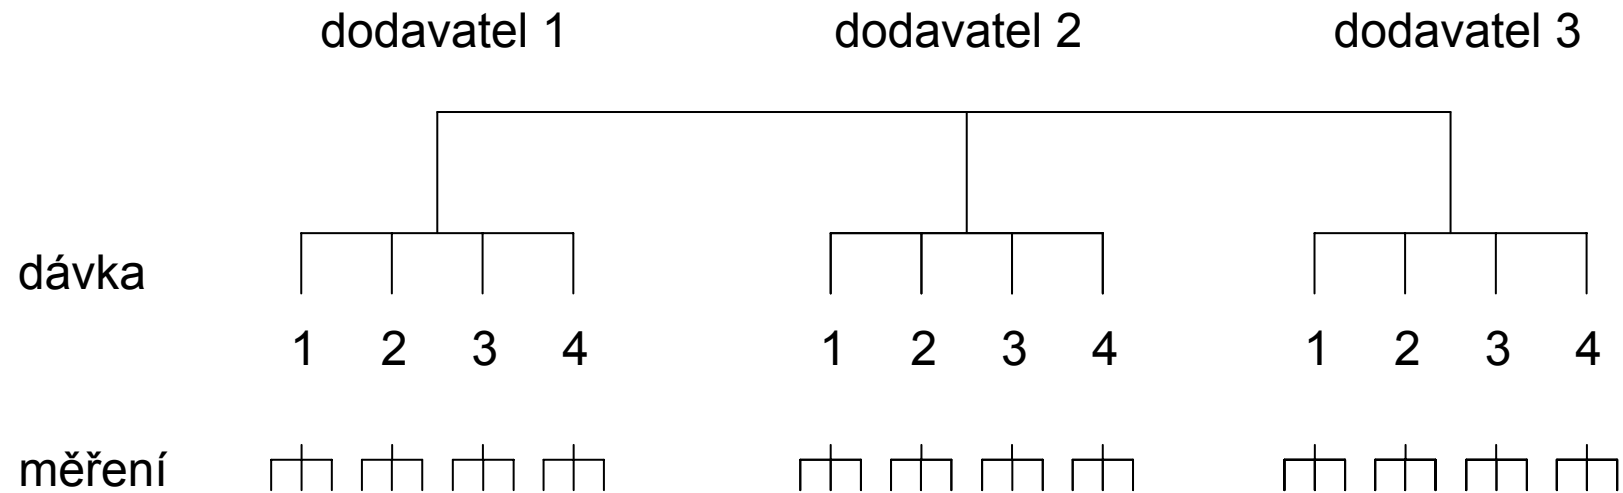 dodavatel 1 dodavatel 2 dodavatel 3
dávka
1 2 3 4 1 2 3 4 1 2 3 4
měření